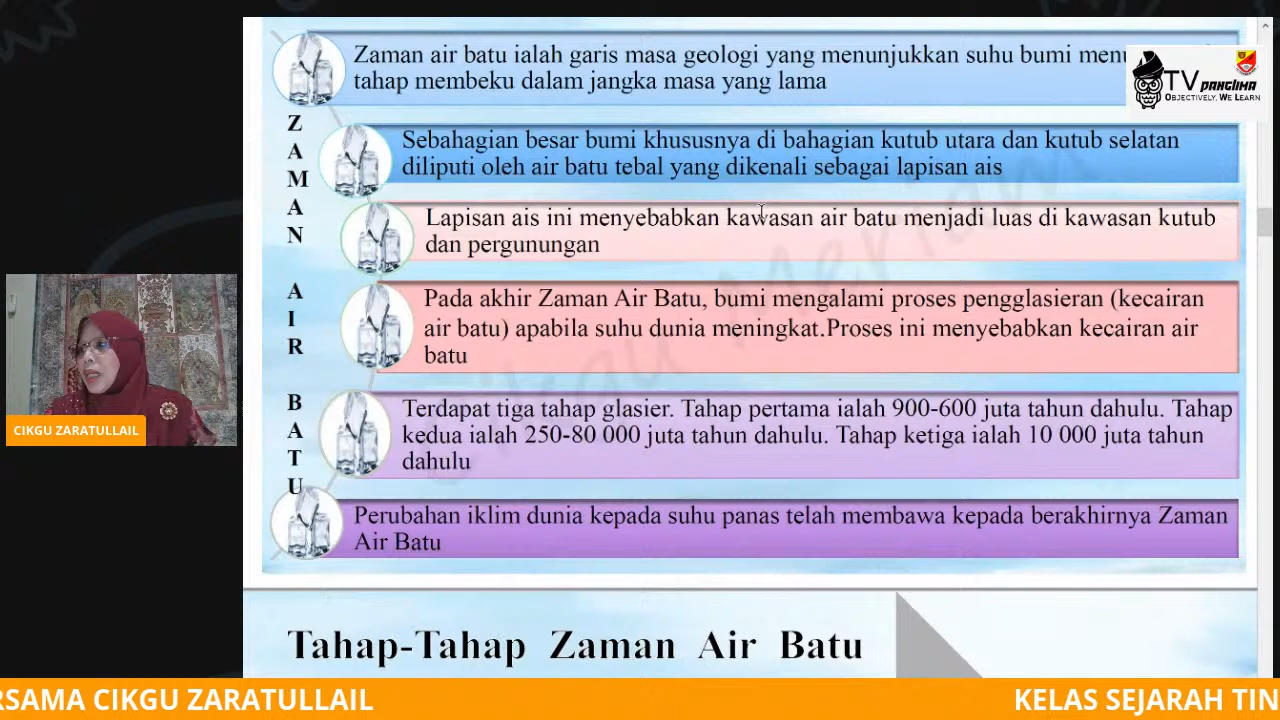 Zaman air batu ialah garis masa geologi yang menunjukkan suhu bumi
tahap membeku dalam jangka masa yang lama
TV PANGLIMA
OBJECTIVELY, WE LEARN
ZAMAN AIR BATU
Sebahagian besar bumi khususnya di bahagian kutub utara dan kutub selatan
diliputi oleh air batu tebal yang dikenali sebagai lapisan ais
Lapisan ais ini menyebabkan kawasan air batu menjadi luas di kawasan kutub
dan pergunungan
Pada akhir Zaman Air Batu, bumi mengalami proses pengglasieran (kecairan
air batu) apabila suhu dunia meningkat.Proses ini menyebabkan kecairan air
batu
Terdapat tiga tahap glasier. Tahap pertama ialah 900-600 juta tahun dahulu. Tahap
kedua ialah 250-80 000 juta tahun dahulu. Tahap ketiga ialah 10 000 juta tahun
dahulu
Perubahan iklim dunia kepada suhu panas telah membawa kepada berakhirnya Zaman
Air Batu
Cikgu Meriam
CIKGU ZARATULLAIL
Tahap-Tahap Zaman Air Batu
RSAMA CIKGU ZARATULLAIL
KELAS SEJARAH TIN